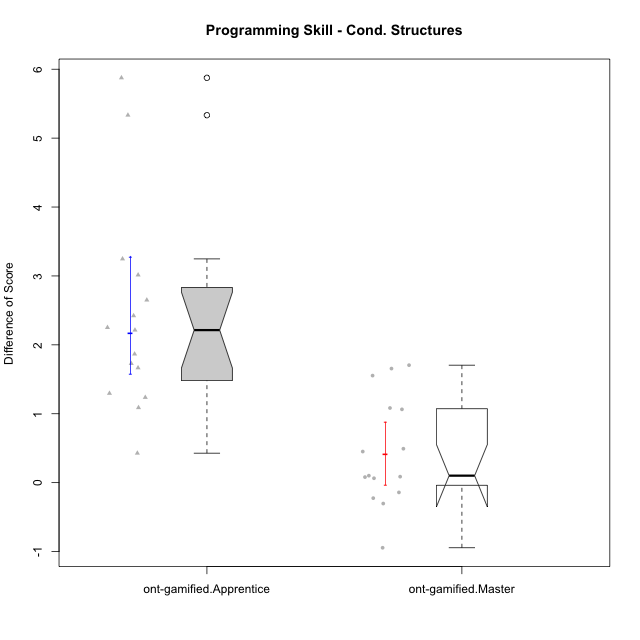 Programming Skill - Cond. Structures
Difference of Score
6
5
4
3
2
1
0
-1
ont-gamified.Apprentice
ont-gamified.Master